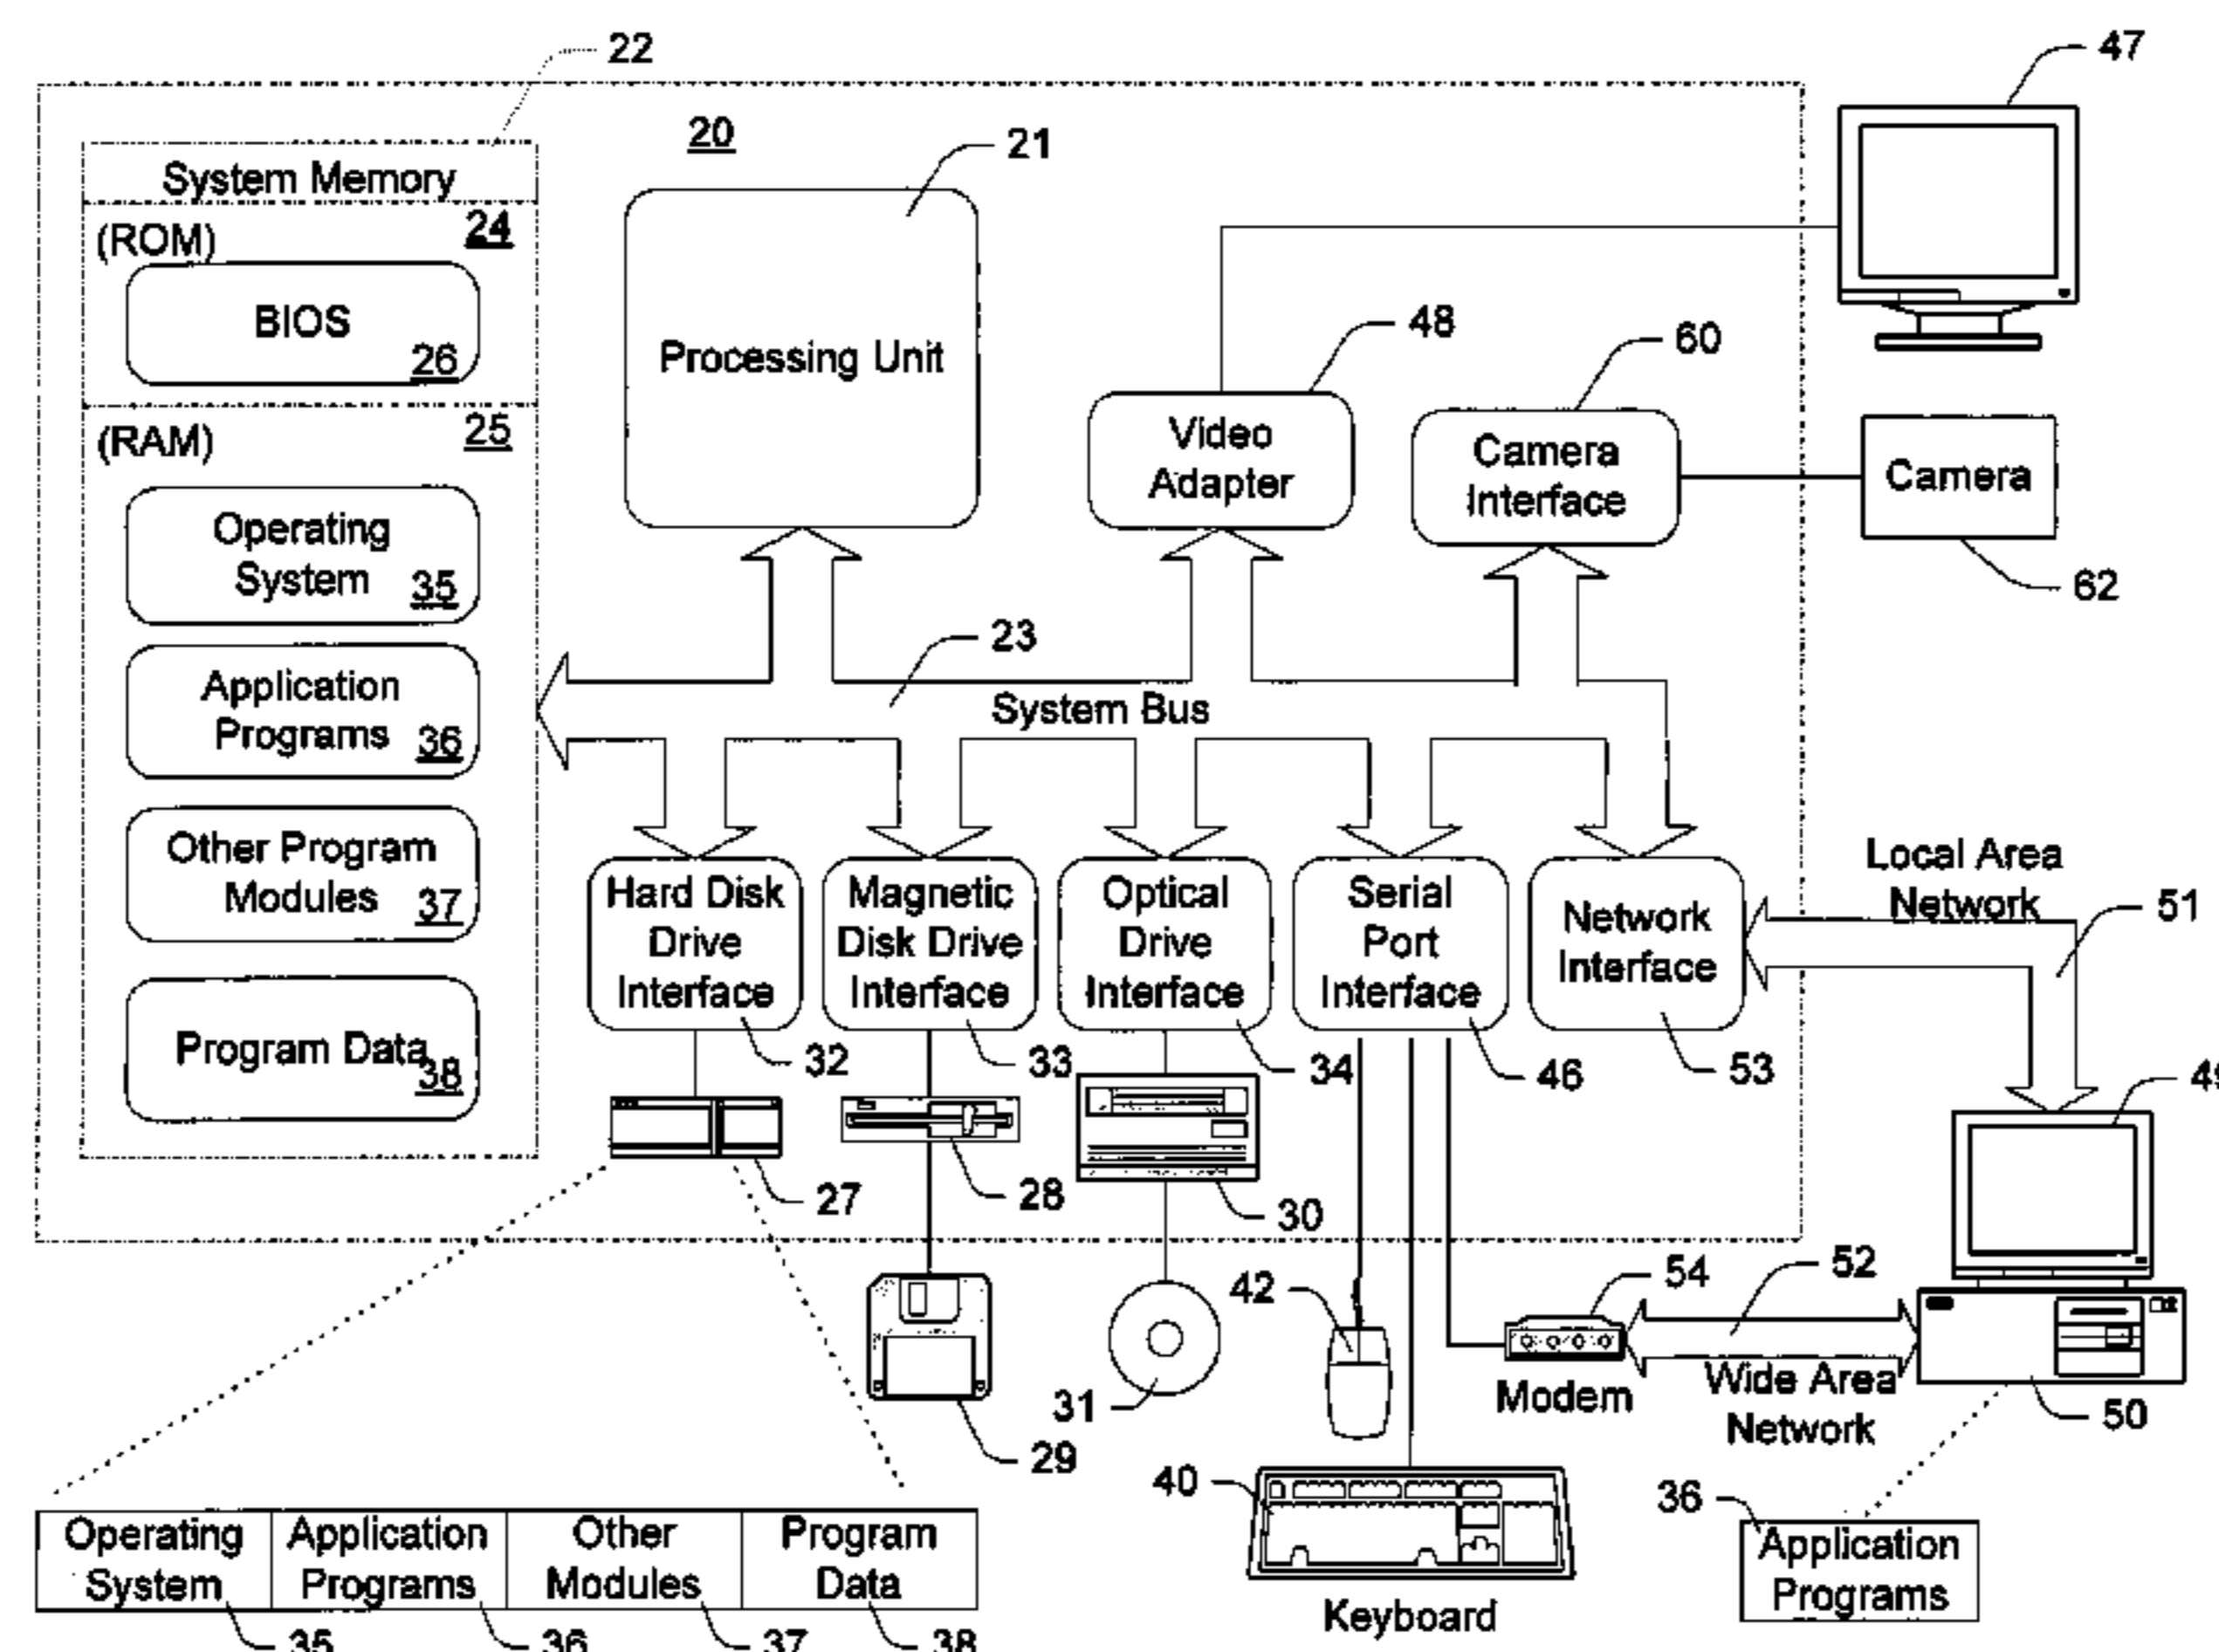 22
47
20
21
System Memory
24
(ROM)
BIOS
26
Processing Unit
48
60
(RAM)
25
Video
Adapter
Camera
Interface
Camera
62
Operating
System
35
Application
Programs
36
23
System Bus
Other Program
Modules
37
Program Data
38
Hard Disk
Drive
Interface
32
Magnetic
Disk Drive
Interface
33
Optical
Drive
Interface
34
Serial
Port
Interface
46
Network
Interface
53
Local Area
Network
51
49
27
28
30
42
54
52
29
31
Modem
Wide Area
Network
50
40
Keyboard
36
Application
Programs
Operating
System
35
Application
Programs
36
Other
Modules
37
Program
Data
38